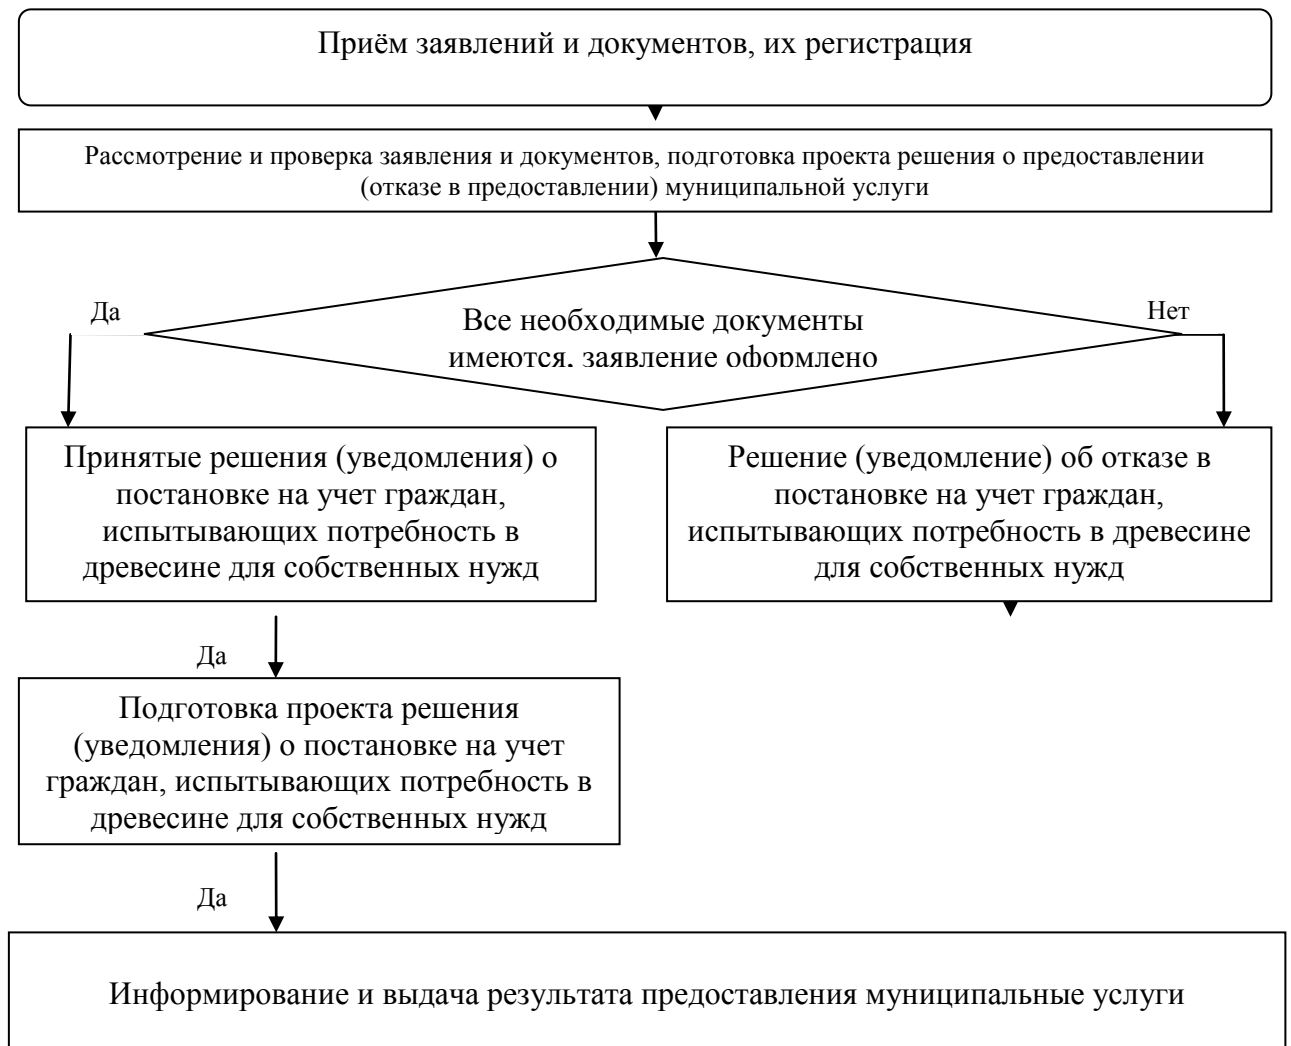 Приём заявлений и документов, их регистрация
Рассмотрение и проверка заявления и документов, подготовка проекта решения о предоставлении
(отказе в предоставлении) муниципальной услуги
Да
Нет
Все необходимые документы
имеются, заявление оформлено
Принятые решения (уведомления) о
постановке на учет граждан,
испытывающих потребность в
древесине для собственных нужд
Решение (уведомление) об отказе в
постановке на учет граждан,
испытывающих потребность в древесине
для собственных нужд
Да
Подготовка проекта решения
(уведомления) о постановке на учет
граждан, испытывающих потребность в
древесине для собственных нужд
Да
Информирование и выдача результата предоставления муниципальные услуги